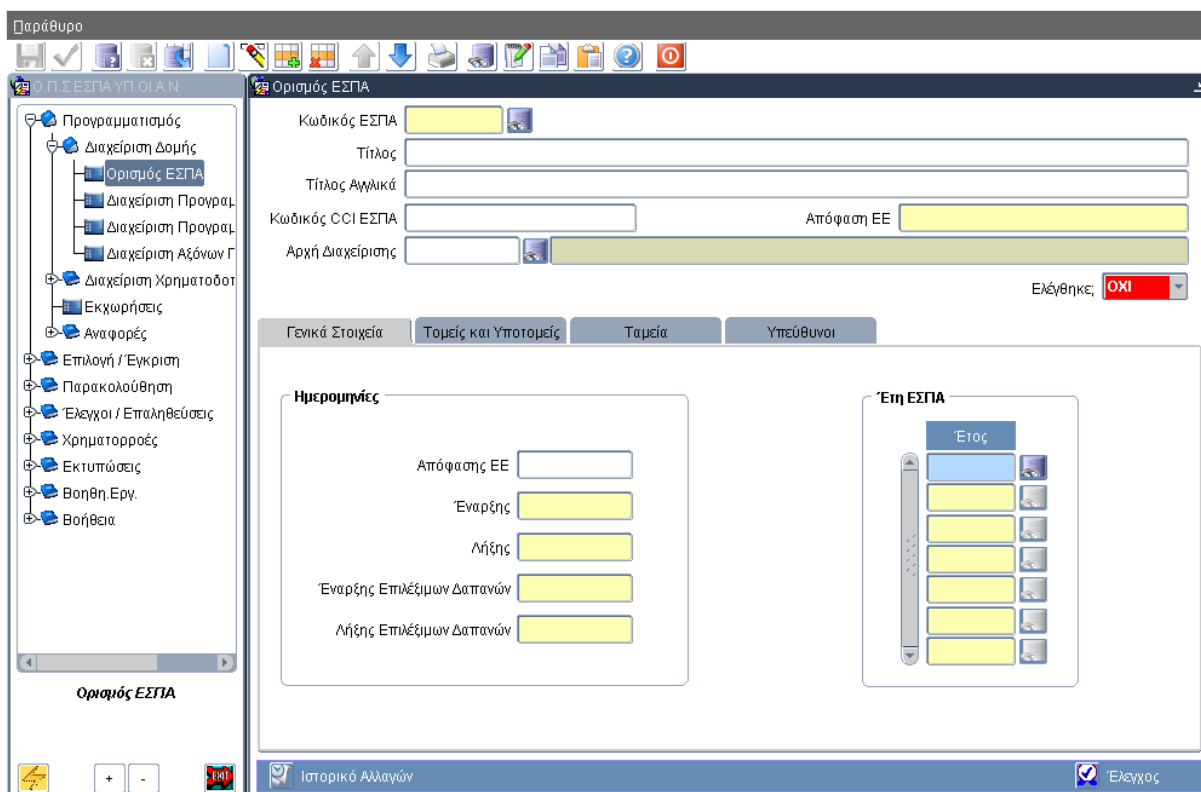 Παράθυρο
Ο.Π.Σ ΕΣΠΑ ΥΠ.ΟΙ.Α.Ν
Προγραμματισμός
Διαχείριση Δομής
Ορισμός ΕΣΠΑ
Διαχείριση Προγραμ
Διαχείριση Προγραμ
Διαχείριση Αξόνων Π
Διαχείριση Χρηματοδοτ
Εκχωρήσεις
Αναφορές
Επιλογή / Έγκριση
Παρακολούθηση
Έλεγχοι / Επαληθεύσεις
Χρηματορροές
Εκτυπώσεις
Βοηθη.Εργ.
Βοήθεια
Ορισμός ΕΣΠΑ
+ -
EXIT
Ορισμός ΕΣΠΑ
Κωδικός ΕΣΠΑ
Τίτλος
Τίτλος Αγγλικά
Κωδικός CCI ΕΣΠΑ Απόφαση ΕΕ
Αρχή Διαχείρισης
Ελέγθηκε; ΟΧΙ
Γενικά Στοιχεία Τομείς και Υποτομείς Ταμεία Υπεύθυνοι
Ημερομηνίες
Απόφασης ΕΕ
Έναρξης
Λήξης
Έναρξης Επιλέξιμων Δαπανών
Λήξης Επιλέξιμων Δαπανών
Έτη ΕΣΠΑ
Έτος
Ιστορικό Αλλαγών Έλεγχος